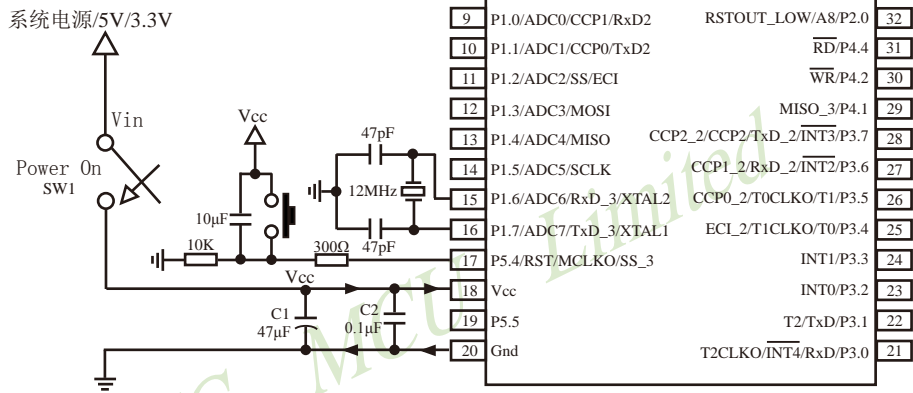 系统电源/5V/3.3V
Vin
Power On
SW1
Vcc
10μF
10K
300Ω
47pF
12MHz
47pF
Vcc
C1
47μF
C2
0.1μF
9 P1.0/ADC0/CCP1/RxD2
10 P1.1/ADC1/CCP0/TxD2
11 P1.2/ADC2/SS/ECI
12 P1.3/ADC3/MOSI
13 P1.4/ADC4/MISO
14 P1.5/ADC5/SCLK
15 P1.6/ADC6/RxD_3/XTAL2
16 P1.7/ADC7/TxD_3/XTAL1
17 P5.4/RST/MCLKO/SS_3
18 Vcc
19 P5.5
20 Gnd
RSTOUT_LOW/A8/P2.0 32
RD/P4.4 31
WR/P4.2 30
MISO_3/P4.1 29
CCP2_2/CCP2/TxD_2/INT3/P3.7 28
CCP1_2/RxD_2/INT2/P3.6 27
CCP0_2/T0CLKO/T1/P3.5 26
ECI_2/T1CLKO/T0/P3.4 25
INT1/P3.3 24
INT0/P3.2 23
T2/TxD/P3.1 22
T2CLKO/INT4/RxD/P3.0 21
MCU Limited